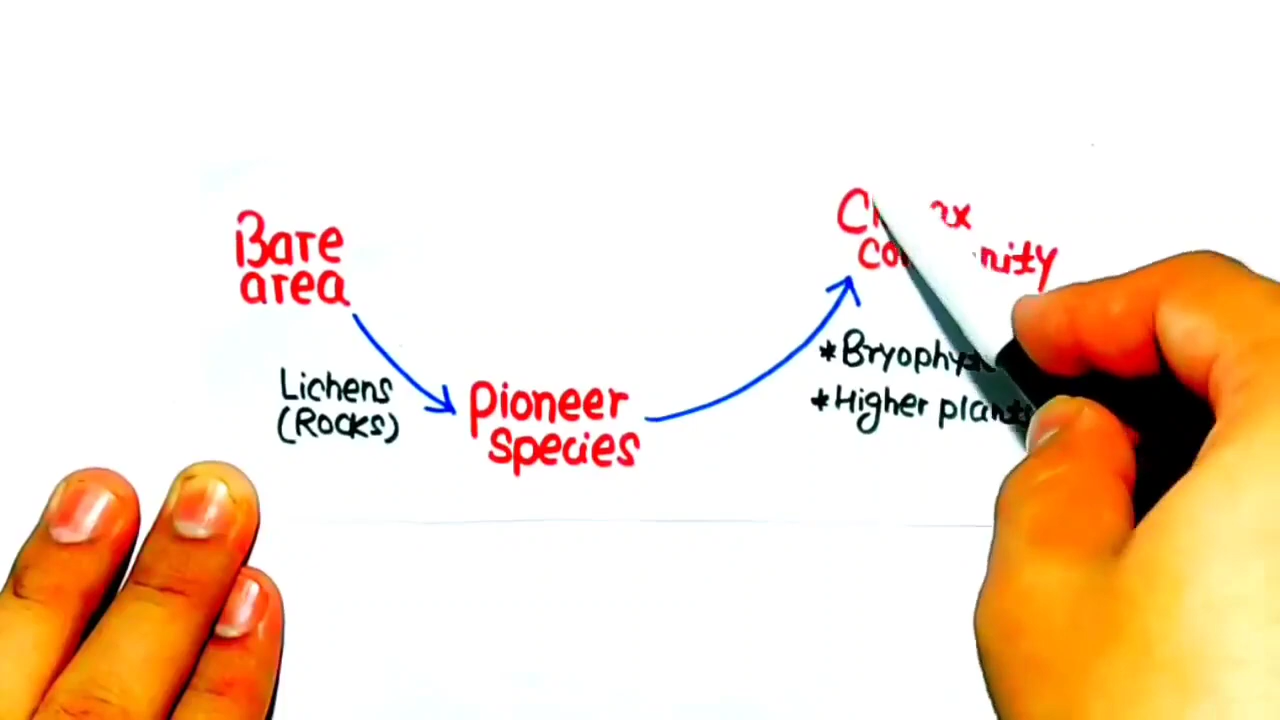 Bare
area
Lichens
(Rocks)
Pioneer
Species
*Higher plants